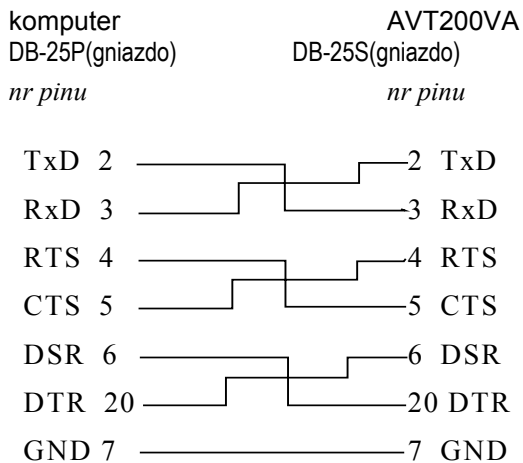 komputer AVT200VA
DB-25P(gniazdo) DB-25S(gniazdo)
nr pinu nr pinu
TxD 2 2 TxD
RxD 3 3 RxD
RTS 4 4 RTS
CTS 5 5 CTS
DSR 6 6 DSR
DTR 20 20 DTR
GND 7 7 GND